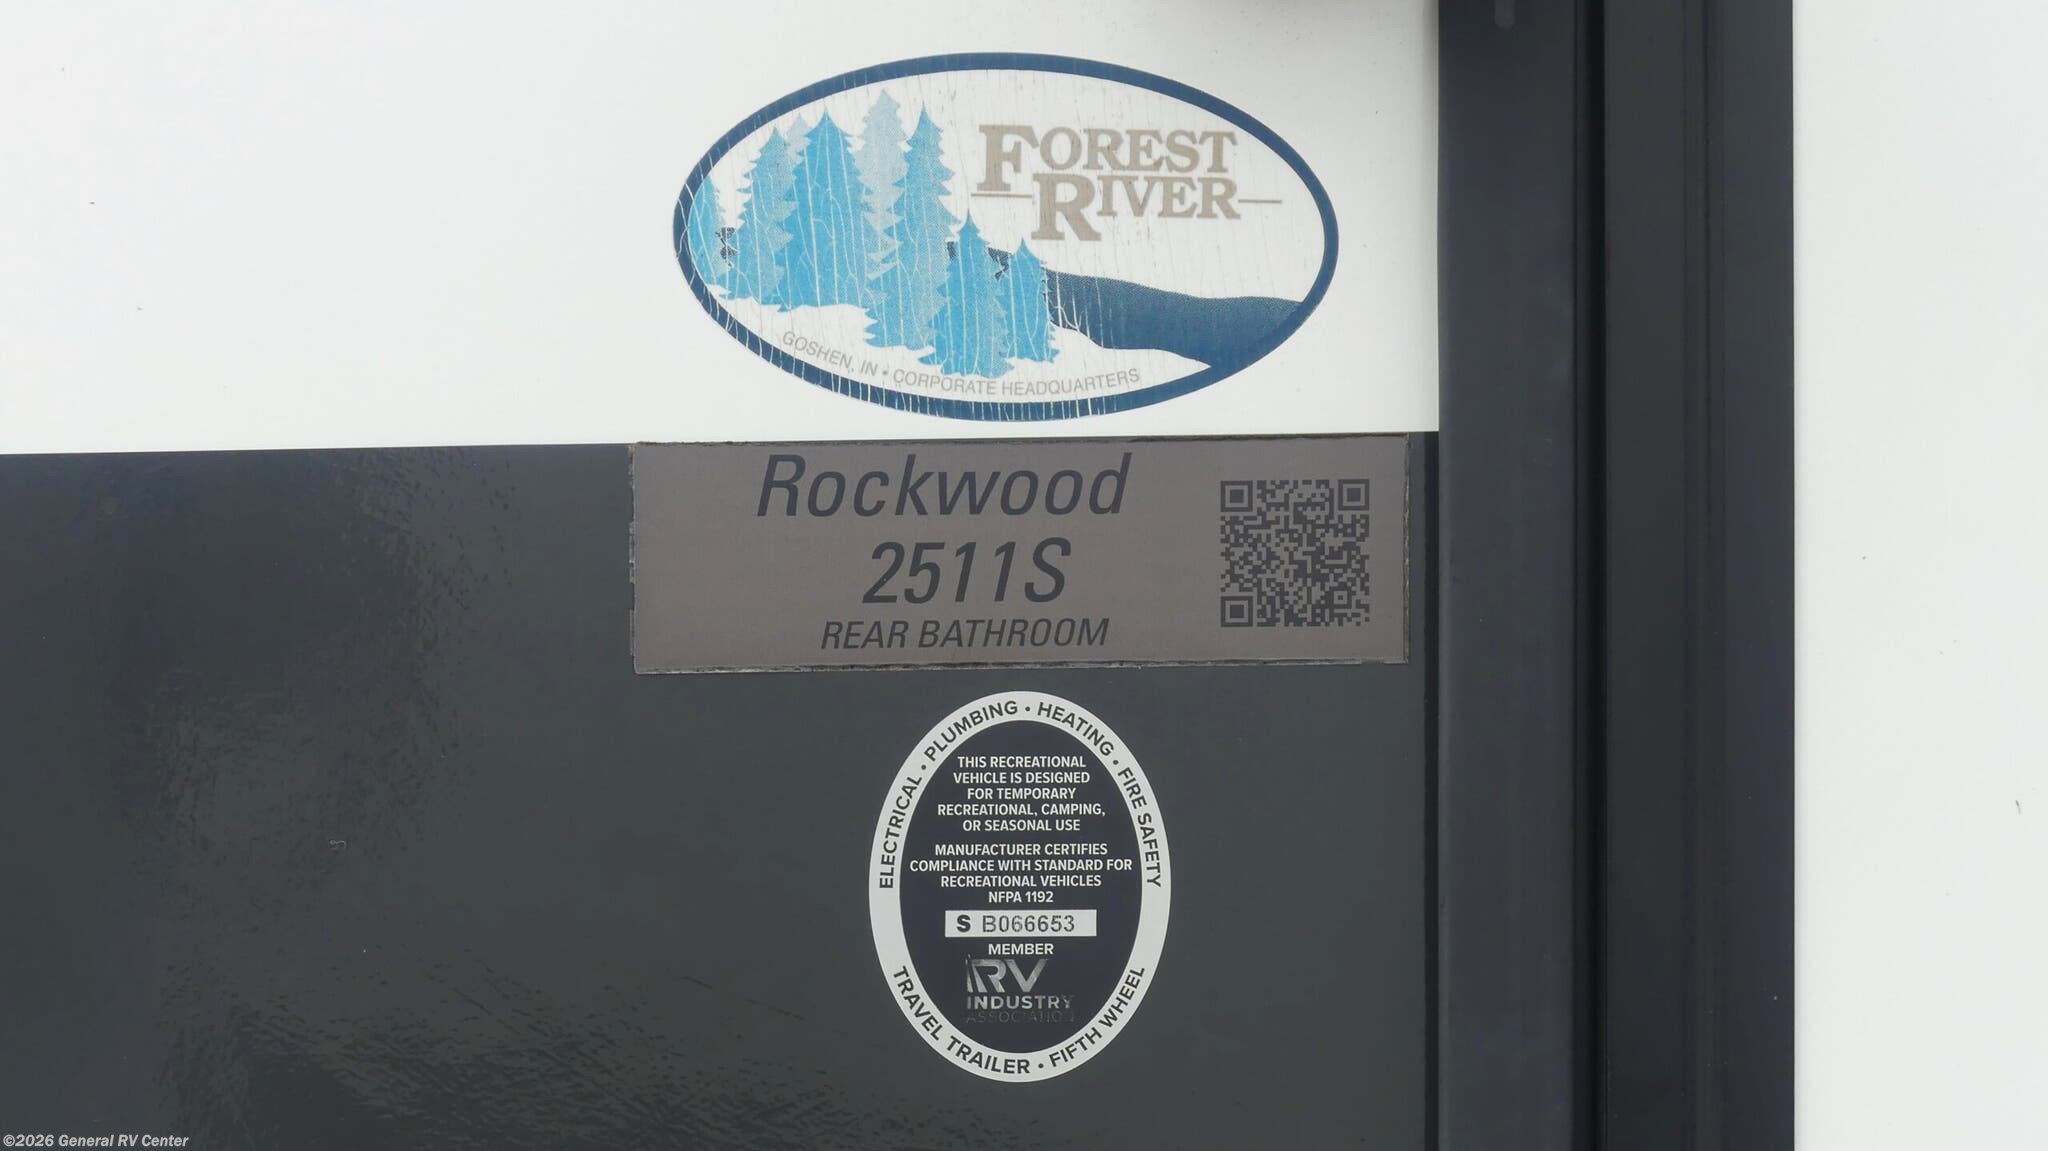 FOREST
RIVER
GOSHEN, IN • CORPORATE HEADQUARTERS
Rockwood
2511S
REAR BATHROOM
ELECTRICAL • PLUMBING • HEATING • FIRE SAFETY
THIS RECREATIONAL
VEHICLE IS DESIGNED
FOR TEMPORARY
RECREATIONAL, CAMPING,
OR SEASONAL USE
MANUFACTURER CERTIFIES
COMPLIANCE WITH STANDARD FOR
RECREATIONAL VEHICLES
NFPA 1192
S B066653
MEMBER
RV
INDUSTRY
ASSOCIATION
TRAVEL TRAILER • FIFTH WHEEL
©2026 General RV Center